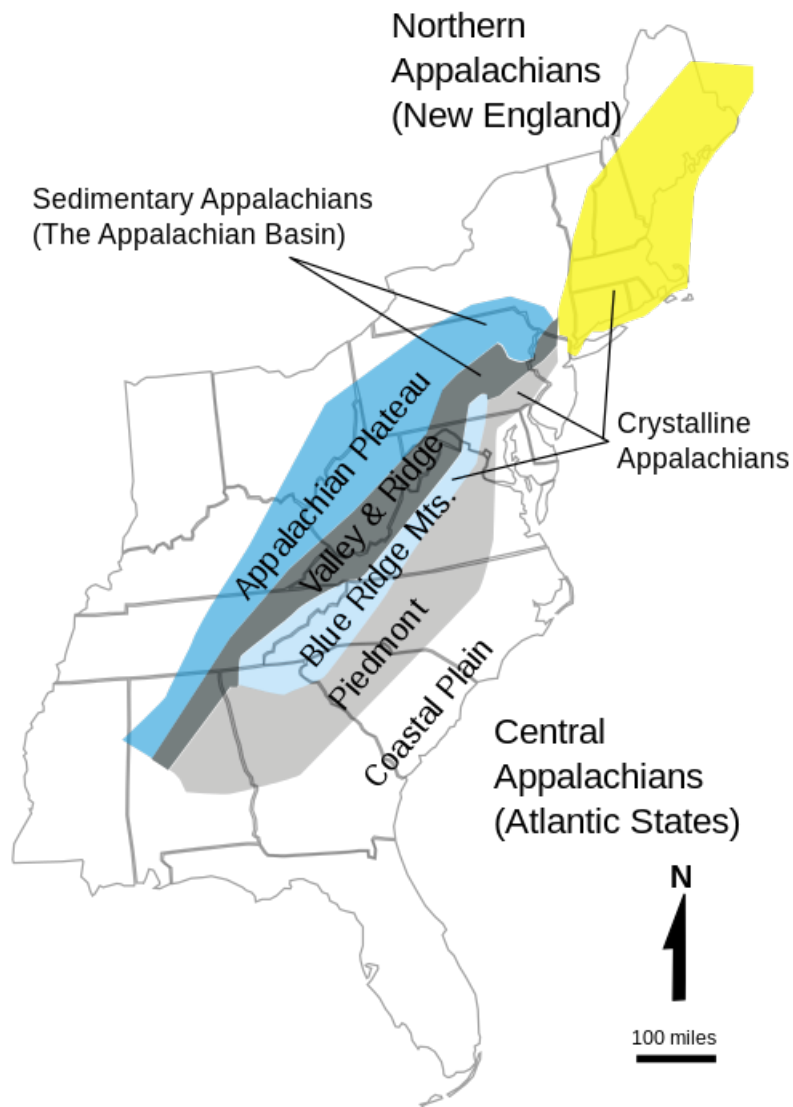 Northern
Appalachians
(New England)
Sedimentary Appalachians
(The Appalachian Basin)
Crystalline
Appalachians
Appalachian Plateau
Valley & Ridge
Blue Ridge Mts.
Piedmont
Coastal Plain
Central
Appalachians
(Atlantic States)
N
100 miles